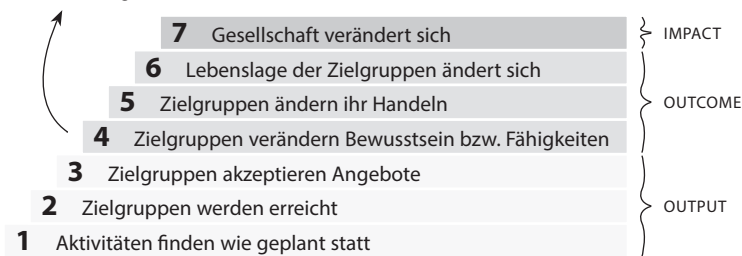 7 Gesellschaft verändert sich IMPACT
6 Lebenslage der Zielgruppen ändert sich
5 Zielgruppen ändern ihr Handeln OUTCOME
4 Zielgruppen verändern Bewusstsein bzw. Fähigkeiten
3 Zielgruppen akzeptieren Angebote
2 Zielgruppen werden erreicht OUTPUT
1 Aktivitäten finden wie geplant statt